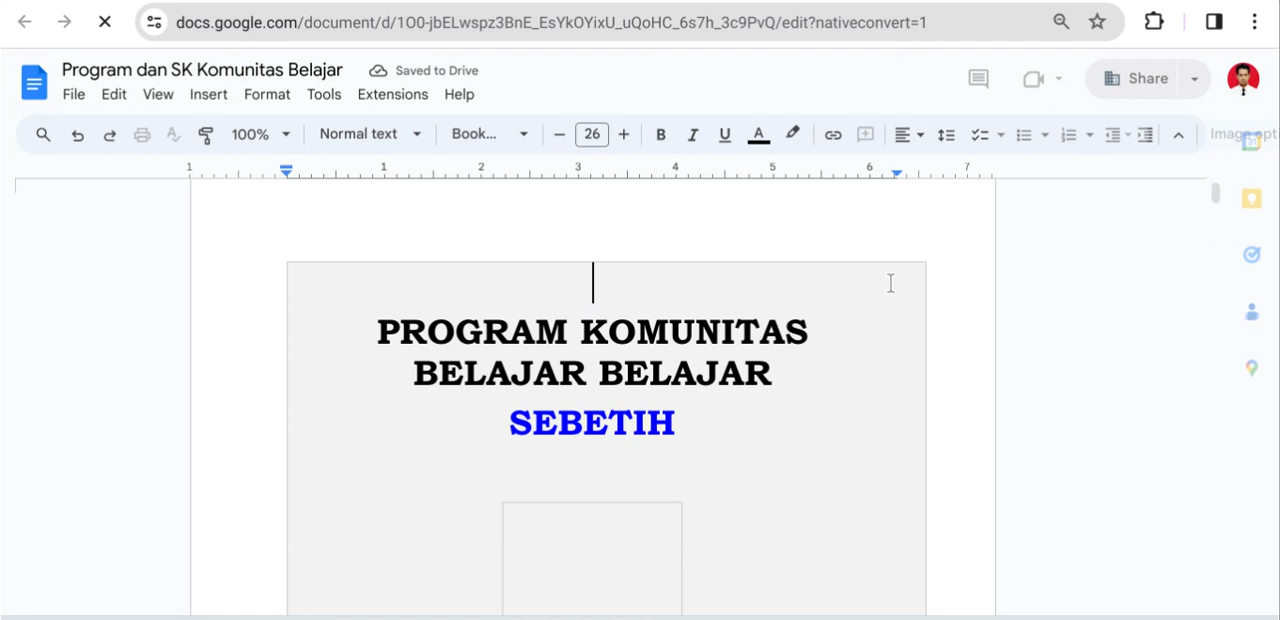 docs.google.com/document/d/1O0-jbELwspz3BnE_EsYkOYixU_uQoHC_6s7h_3c9PvQ/edit?nativeconvert=1
Program dan SK Komunitas Belajar
Saved to Drive
File Edit View Insert Format Tools Extensions Help
Share
100% Normal text Book... 26 B I U A
1 1 2 3 4 5 6 7
31
PROGRAM KOMUNITAS
BELAJAR BELAJAR
SEBETIH